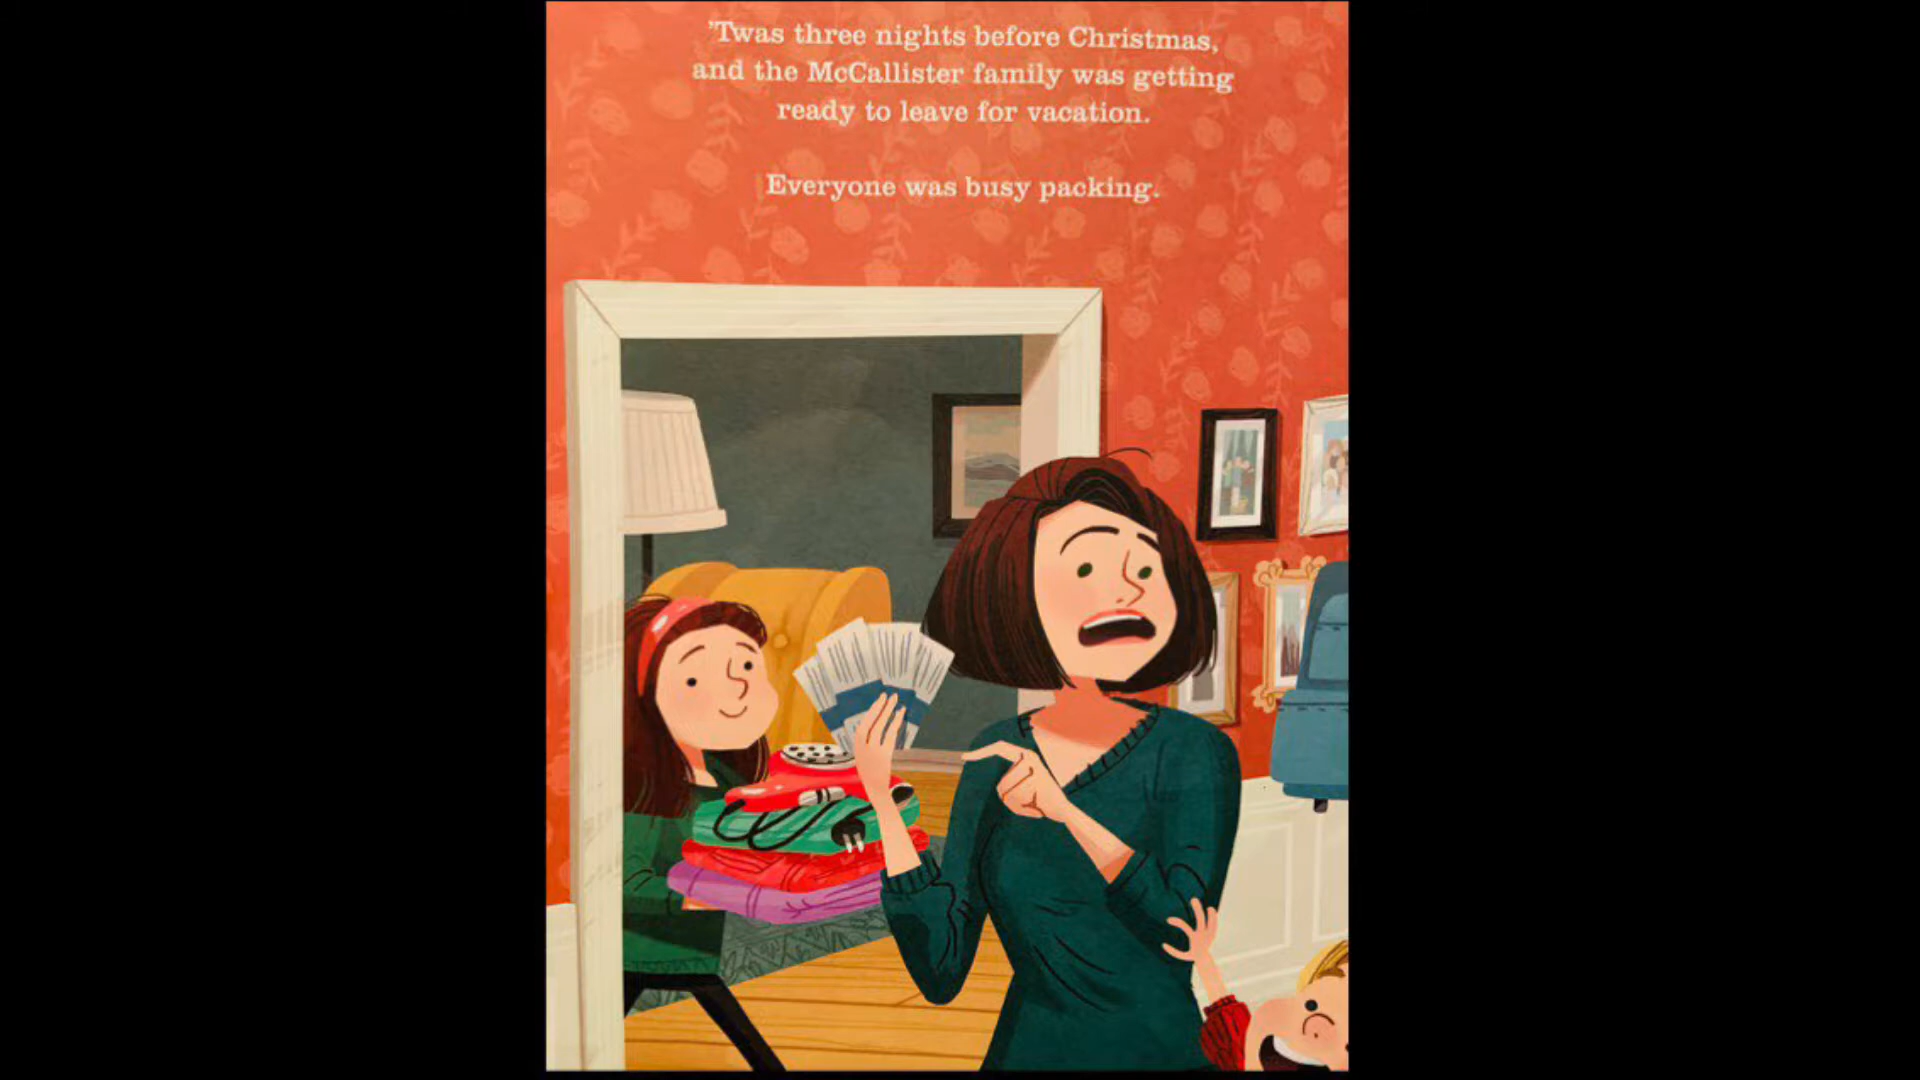 'Twas three nights before Christmas,
and the McCallister family was getting
ready to leave for vacation.
Everyone was busy packing.